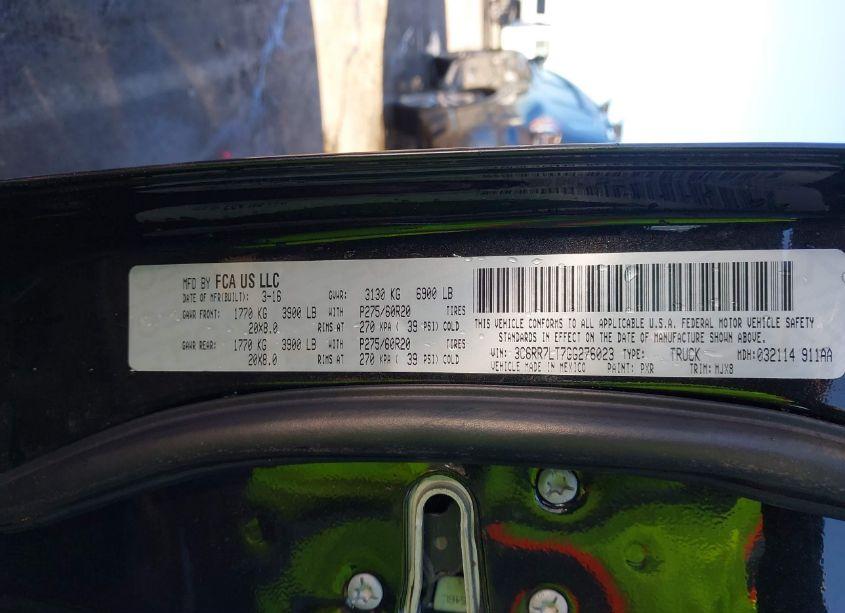 MFD BY FCA US LLC
DATE OF MFR(BUILT): 3-16 GVWR: 3130 KG 6900 LB
GAWR FRONT: 1770 KG 3900 LB WITH P275/60R20 TIRES
20X8.0 RIMS AT 270 KPA ( 39 PSI) COLD
GAWR REAR: 1770 KG 3900 LB WITH P275/60R20 TIRES
20X8.0 RIMS AT 270 KPA ( 39 PSI) COLD
THIS VEHICLE CONFORMS TO ALL APPLICABLE U.S.A. FEDERAL MOTOR VEHICLE SAFETY
STANDARDS IN EFFECT ON THE DATE OF MANUFACTURE SHOWN ABOVE.
VIN: 3C6RR7LT7GG276023 TYPE: TRUCK MDH: 032114 911AA
VEHICLE MADE IN MEXICO PAINT: PXR TRIM: MJX8